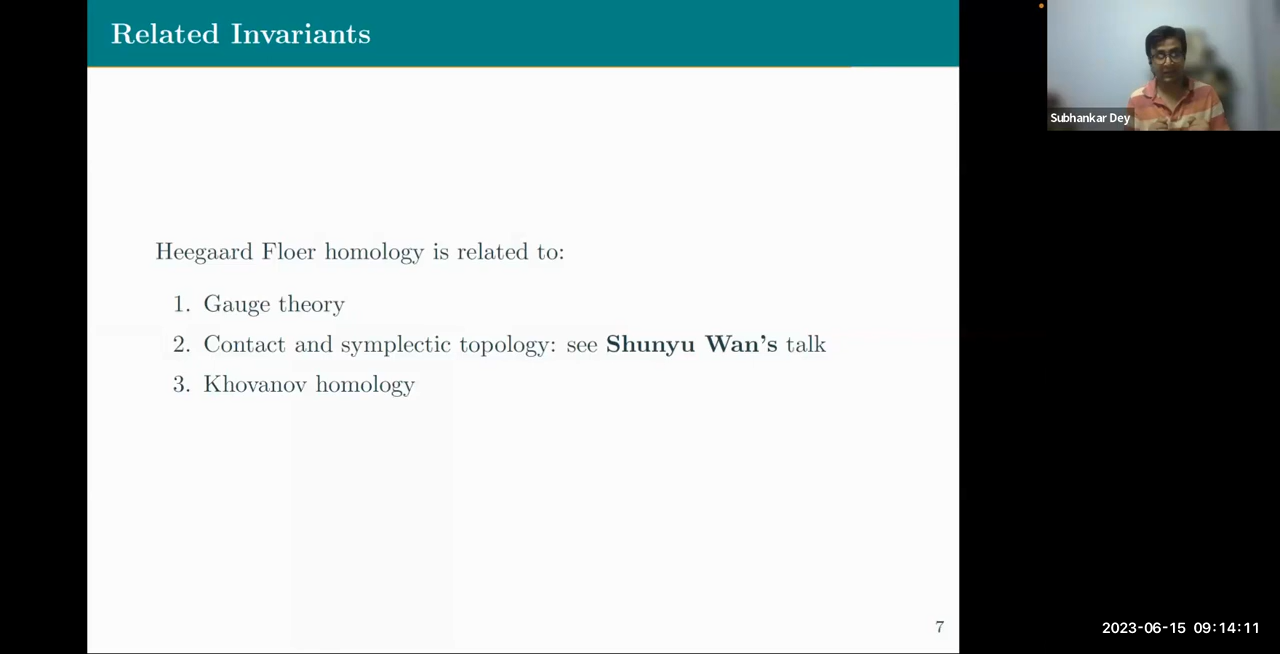 Related Invariants
Subhankar Dey
Heegaard Floer homology is related to:
1. Gauge theory
2. Contact and symplectic topology: see Shunyu Wan's talk
3. Khovanov homology
7
2023-06-15 09:14:11